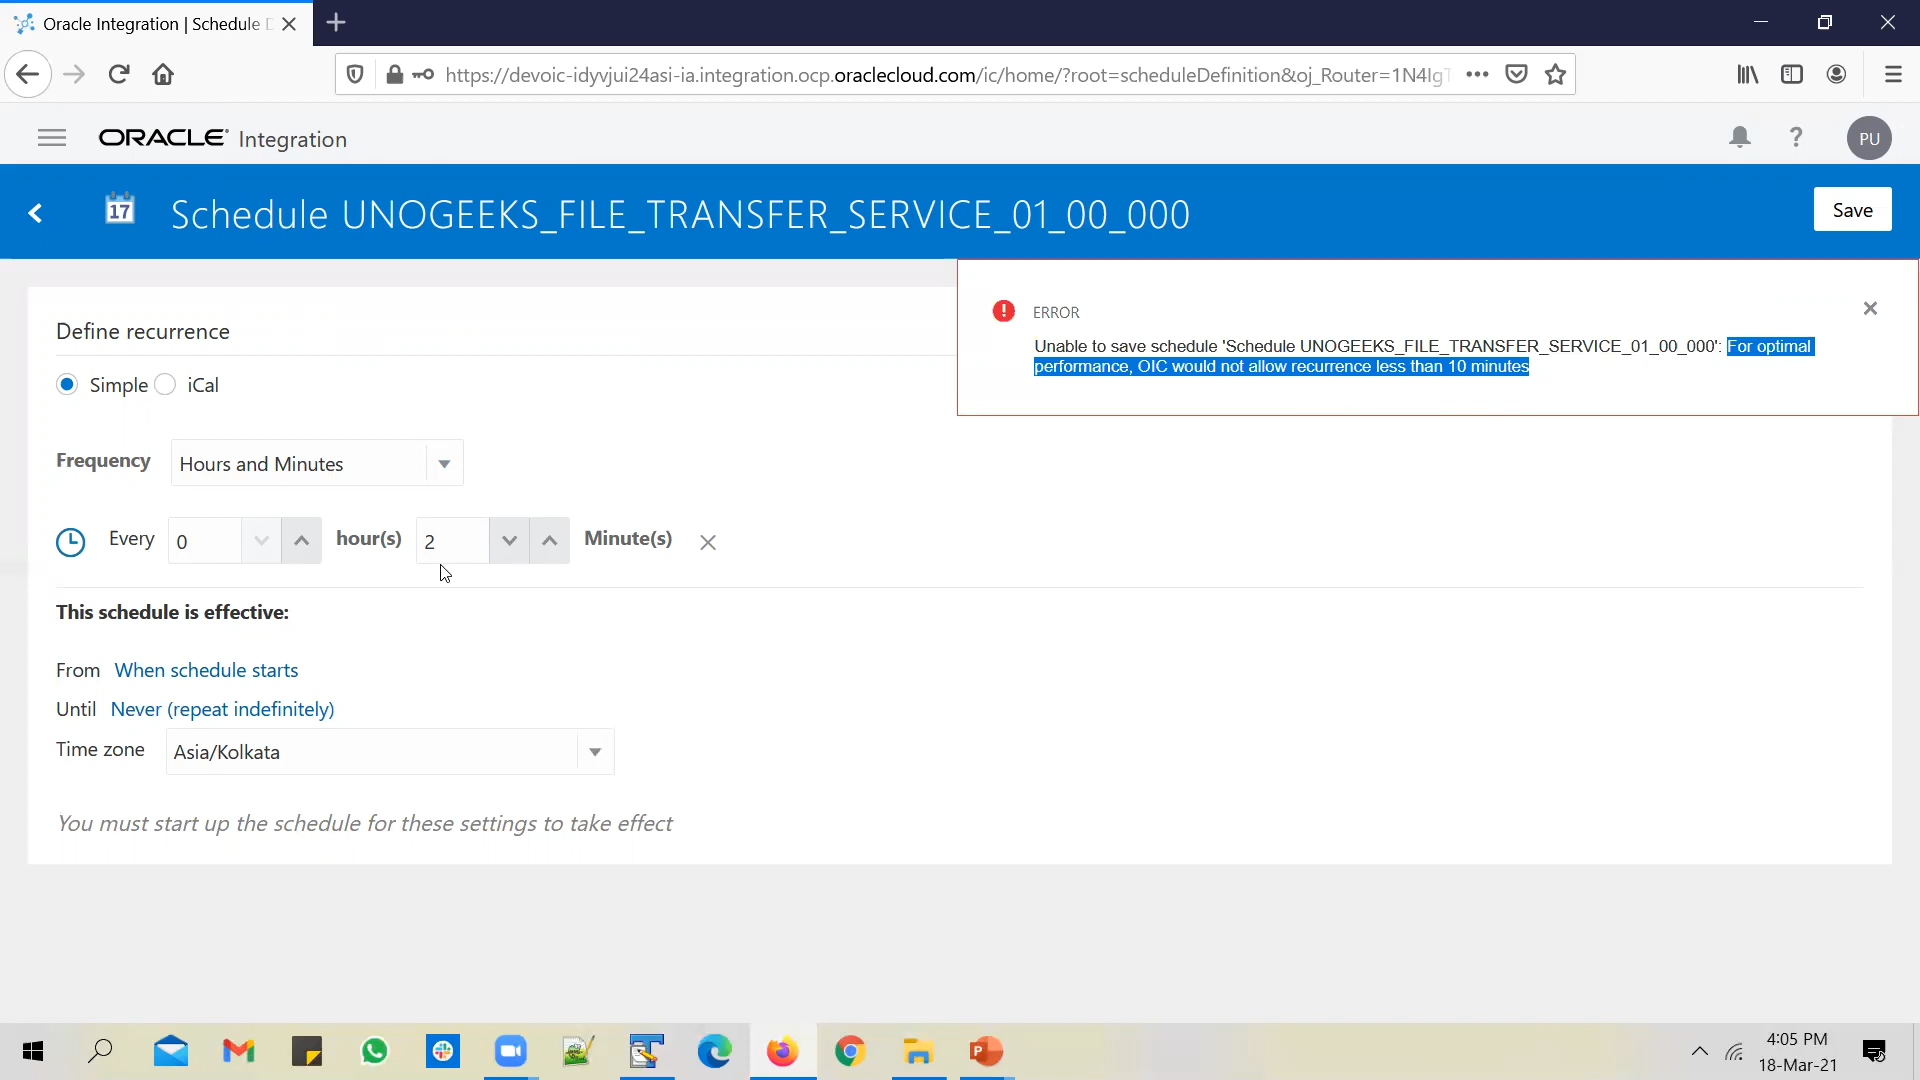 Oracle Integration | Schedule D
https://devoic-idyvjui24asi-ia.integration.ocp.oraclecloud.com/ic/home/?root=scheduleDefinition&oj_Router=1N4IgT
ORACLE® Integration
PU
17
Schedule UNOGEEKS_FILE_TRANSFER_SERVICE_01_00_000
Save
ERROR
Unable to save schedule 'Schedule UNOGEEKS_FILE_TRANSFER_SERVICE_01_00_000': For optimal
performance, OIC would not allow recurrence less than 10 minutes
Define recurrence
Simple iCal
Frequency Hours and Minutes
Every 0 hour(s) 2 Minute(s)
This schedule is effective:
From When schedule starts
Until Never (repeat indefinitely)
Time zone Asia/Kolkata
You must start up the schedule for these settings to take effect
4:05 PM
18-Mar-21